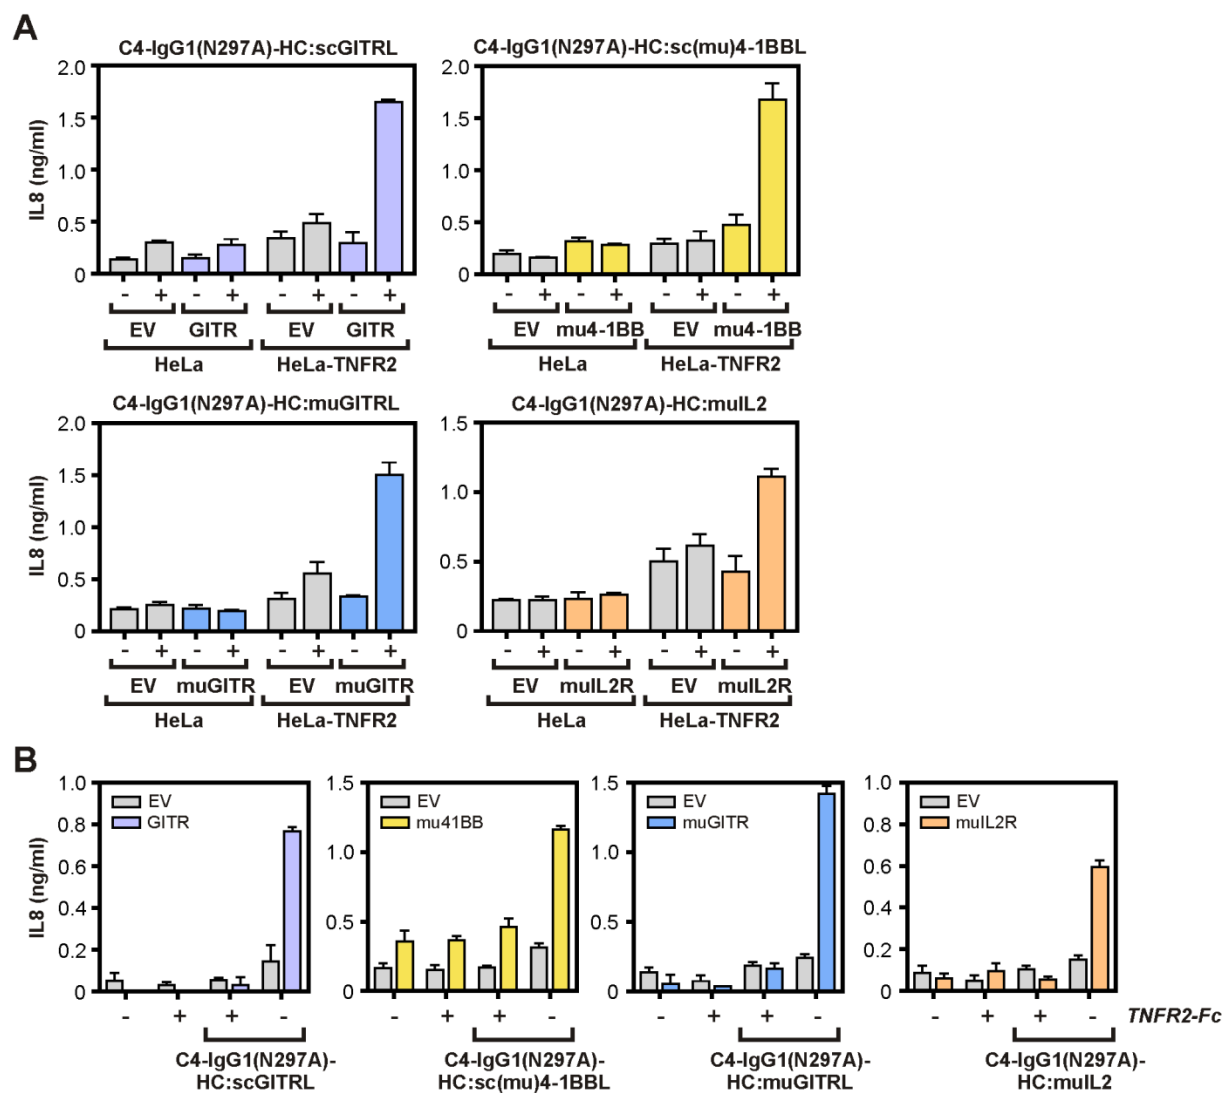 A
C4-IgG1(N297A)-HC:scGITRL
C4-IgG1(N297A)-HC:sc(mu)4-1BBL
IL8 (ng/ml)
2.0
1.5
1.0
0.5
0
- + - + - + - +
EV GITR EV GITR
HeLa HeLa-TNFR2
2.0
1.5
1.0
0.5
0
- + - + - + - +
EV mu4-1BB EV mu4-1BB
HeLa HeLa-TNFR2
C4-IgG1(N297A)-HC:muGITRL
C4-IgG1(N297A)-HC:muIL2
IL8 (ng/ml)
2.0
1.5
1.0
0.5
0
- + - + - + - +
EV muGITR EV muGITR
HeLa HeLa-TNFR2
1.5
1.0
0.5
0
- + - + - + - +
EV muIL2R EV muIL2R
HeLa HeLa-TNFR2
B
IL8 (ng/ml)
1.0
0.8
0.6
0.4
0.2
0
EV
GITR
- + + -
C4-IgG1(N297A)-
HC:scGITRL
1.5
1.0
0.5
0
EV
mu41BB
- + + -
C4-IgG1(N297A)-
HC:sc(mu)4-1BBL
1.5
1.0
0.5
0
EV
muGITR
- + + -
C4-IgG1(N297A)-
HC:muGITRL
1.0
0.8
0.6
0.4
0.2
0
EV
muIL2R
- + + -
TNFR2-Fc
C4-IgG1(N297A)-
HC:muIL2